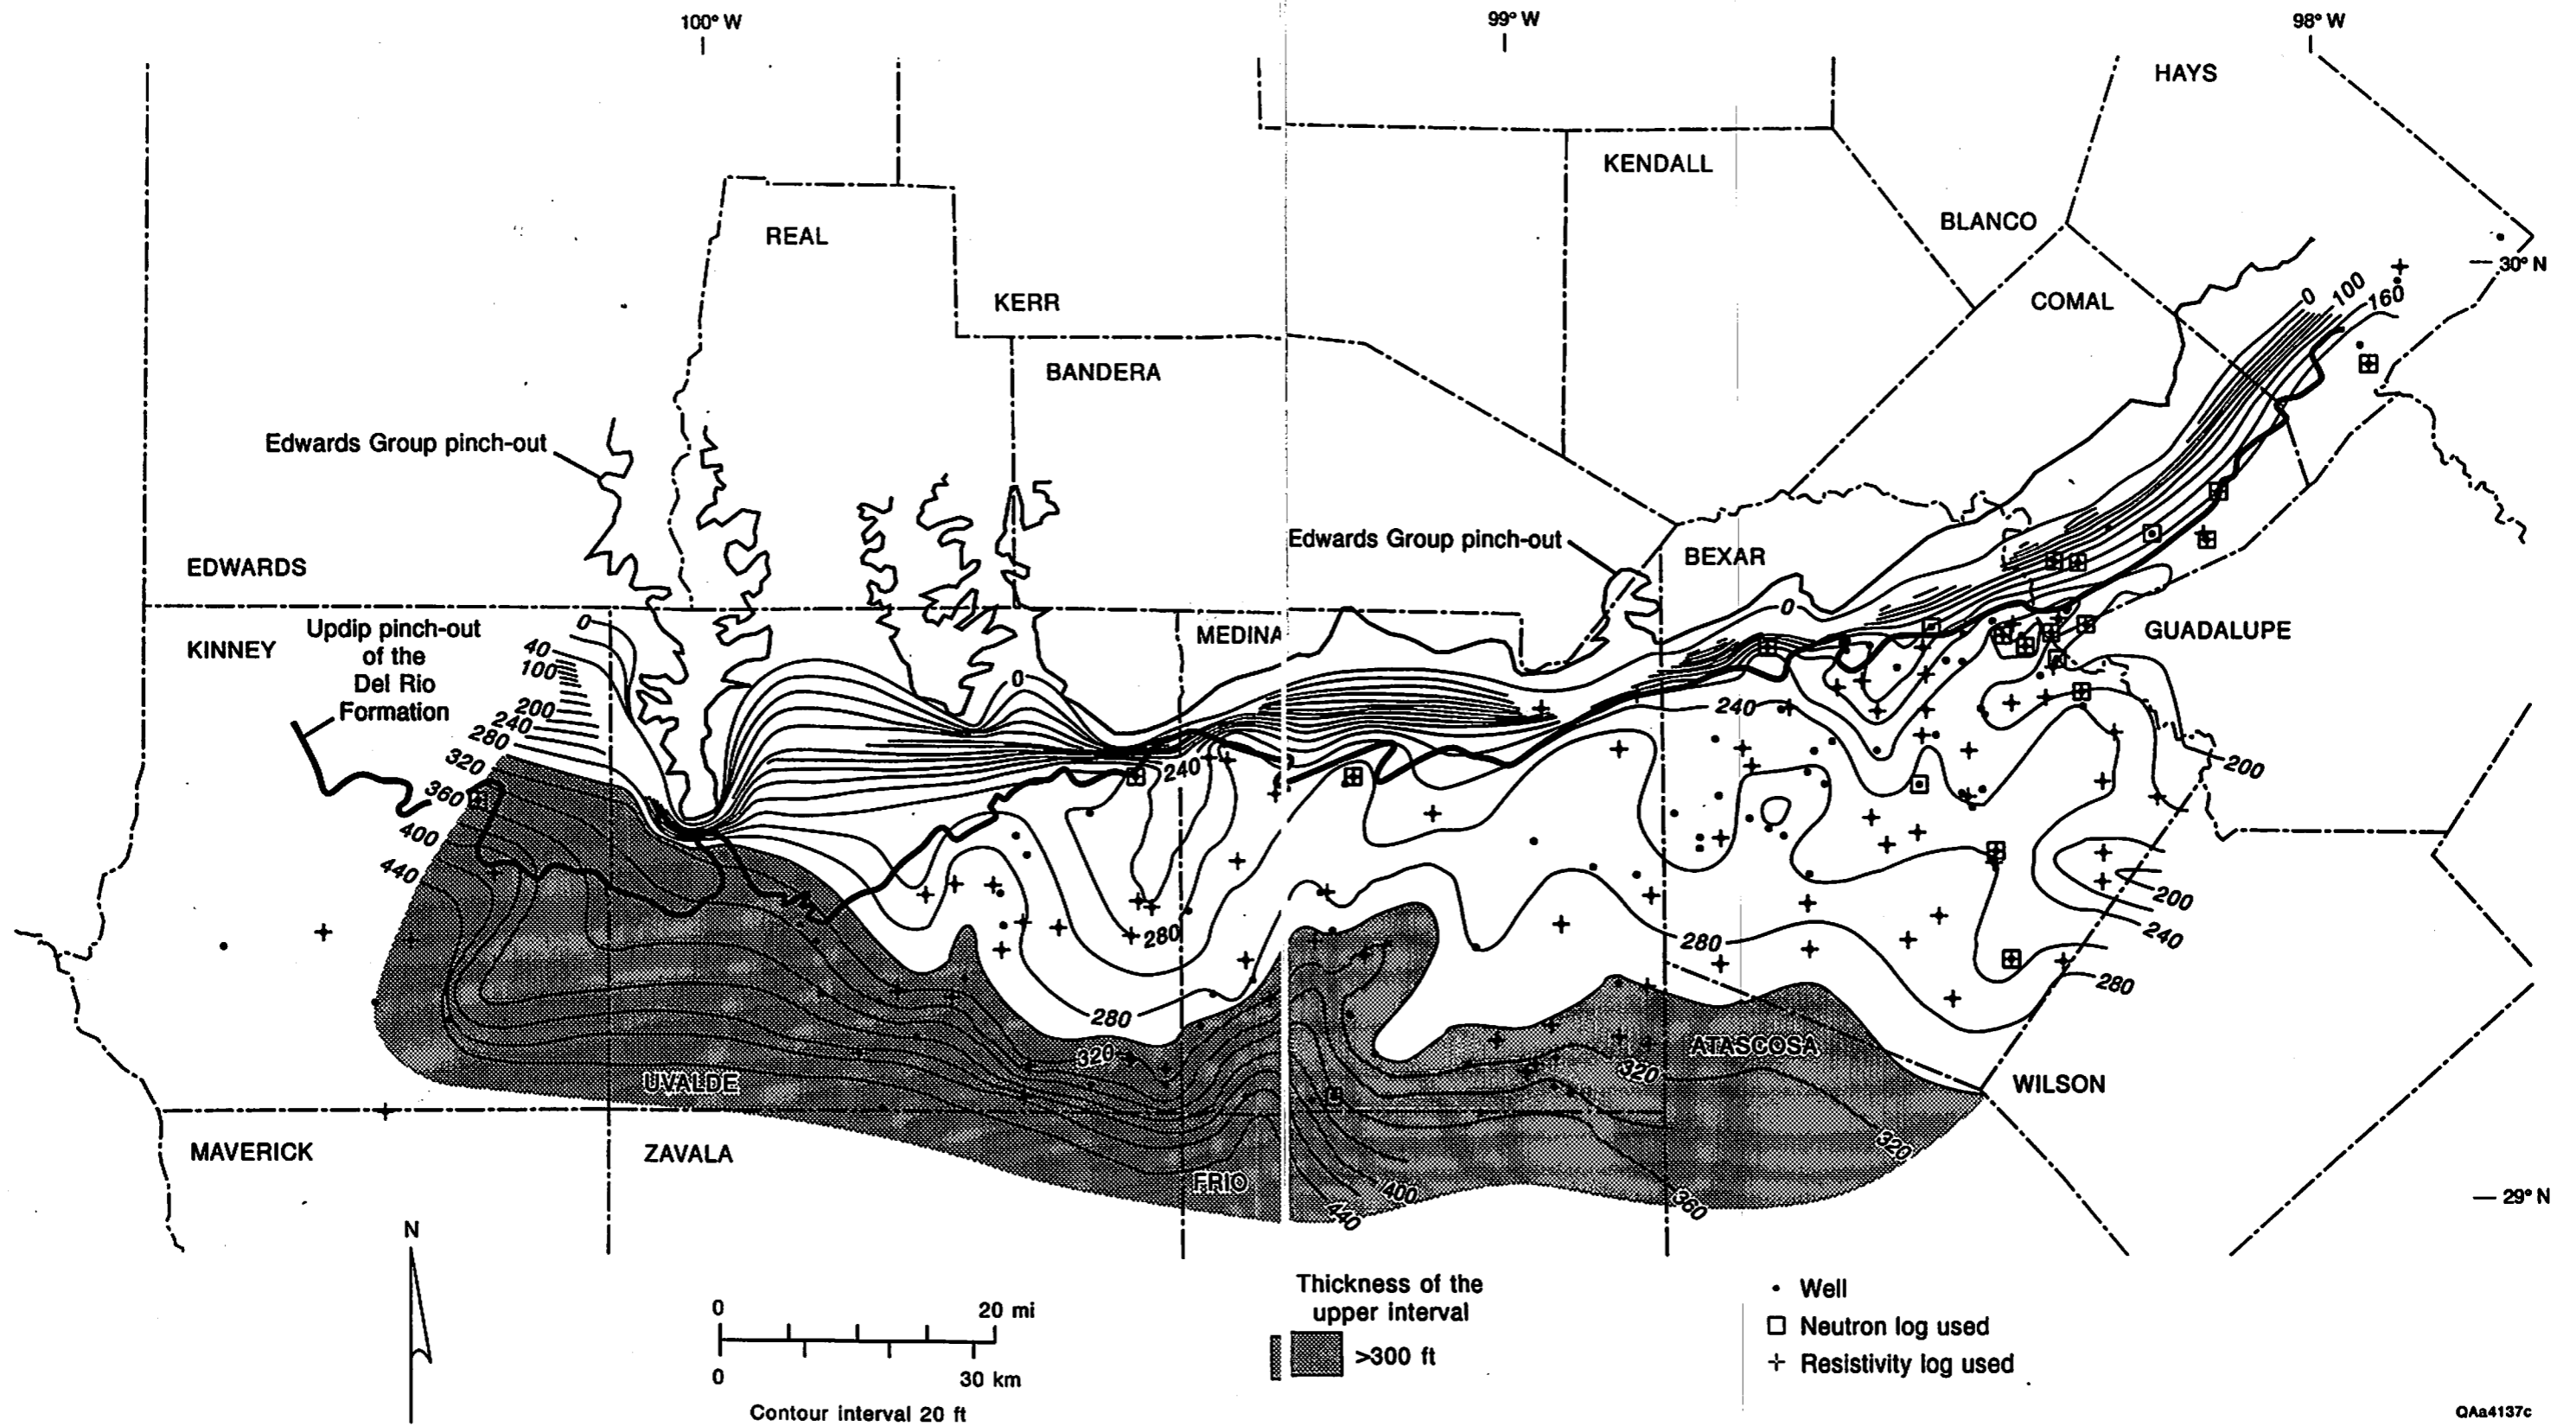 100° W
99° W
98° W
HAYS
KENDALL
BLANCO
REAL
30° N
KERR
COMAL
0
100
160
BANDERA
Edwards Group pinch-out
Edwards Group pinch-out
BEXAR
EDWARDS
0
KINNEY
Updip pinch-out
of the
Del Rio
Formation
0
40
100
200
240
280
320
360
400
440
MEDINA
GUADALUPE
0
240
240
200
200
240
280
280
280
280
320
320
ATASCOSA
UVALDE
WILSON
MAVERICK
ZAVALA
FRIO
320
400
440
360
29° N
N
0
20 mi
0
30 km
Contour interval 20 ft
Thickness of the
upper interval
>300 ft
Well
Neutron log used
Resistivity log used
QAa4137c